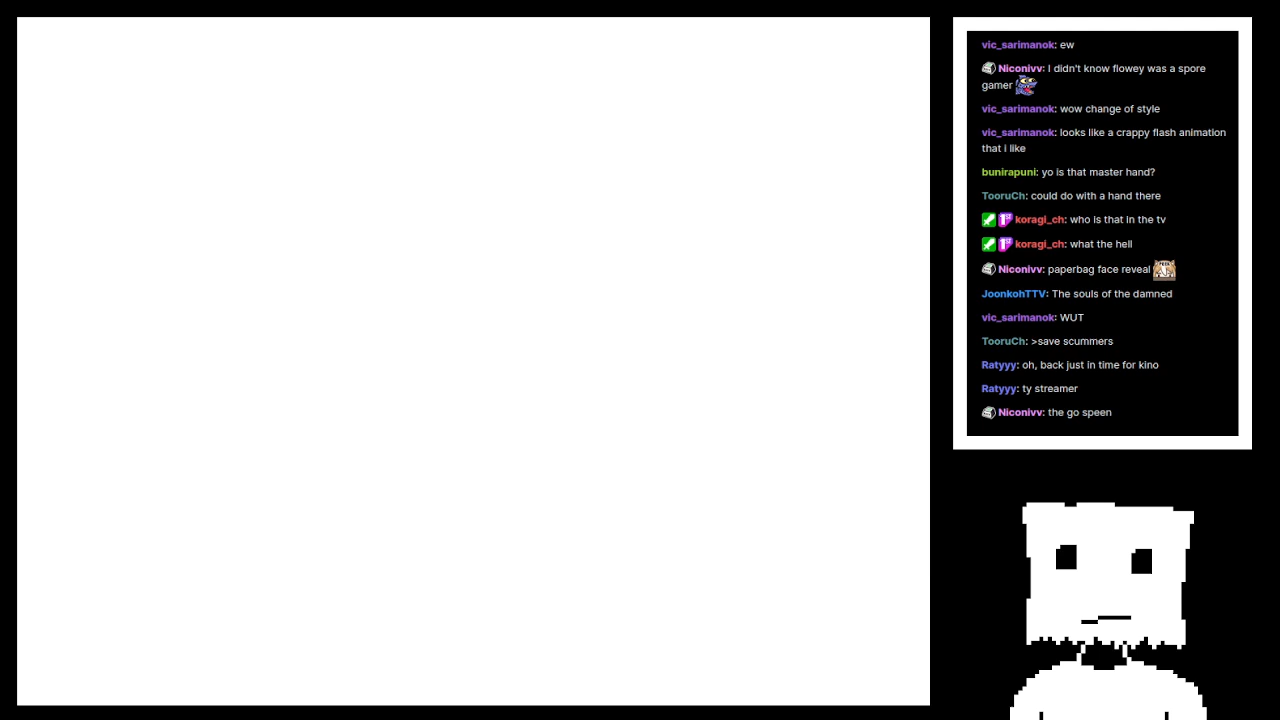 vic_sarimanok: ew
Niconivv: I didn't know flowey was a spore
gamer
vic_sarimanok: wow change of style
vic_sarimanok: looks like a crappy flash animation
that i like
bunirapuni: yo is that master hand?
TooruCh: could do with a hand there
koragi_ch: who is that in the tv
koragi_ch: what the hell
Niconivv: paperbag face reveal
JoonkohTTV: The souls of the damned
vic_sarimanok: WUT
TooruCh: >save scummers
Ratyyy: oh, back just in time for kino
Ratyyy: ty streamer
Niconivv: the go speen